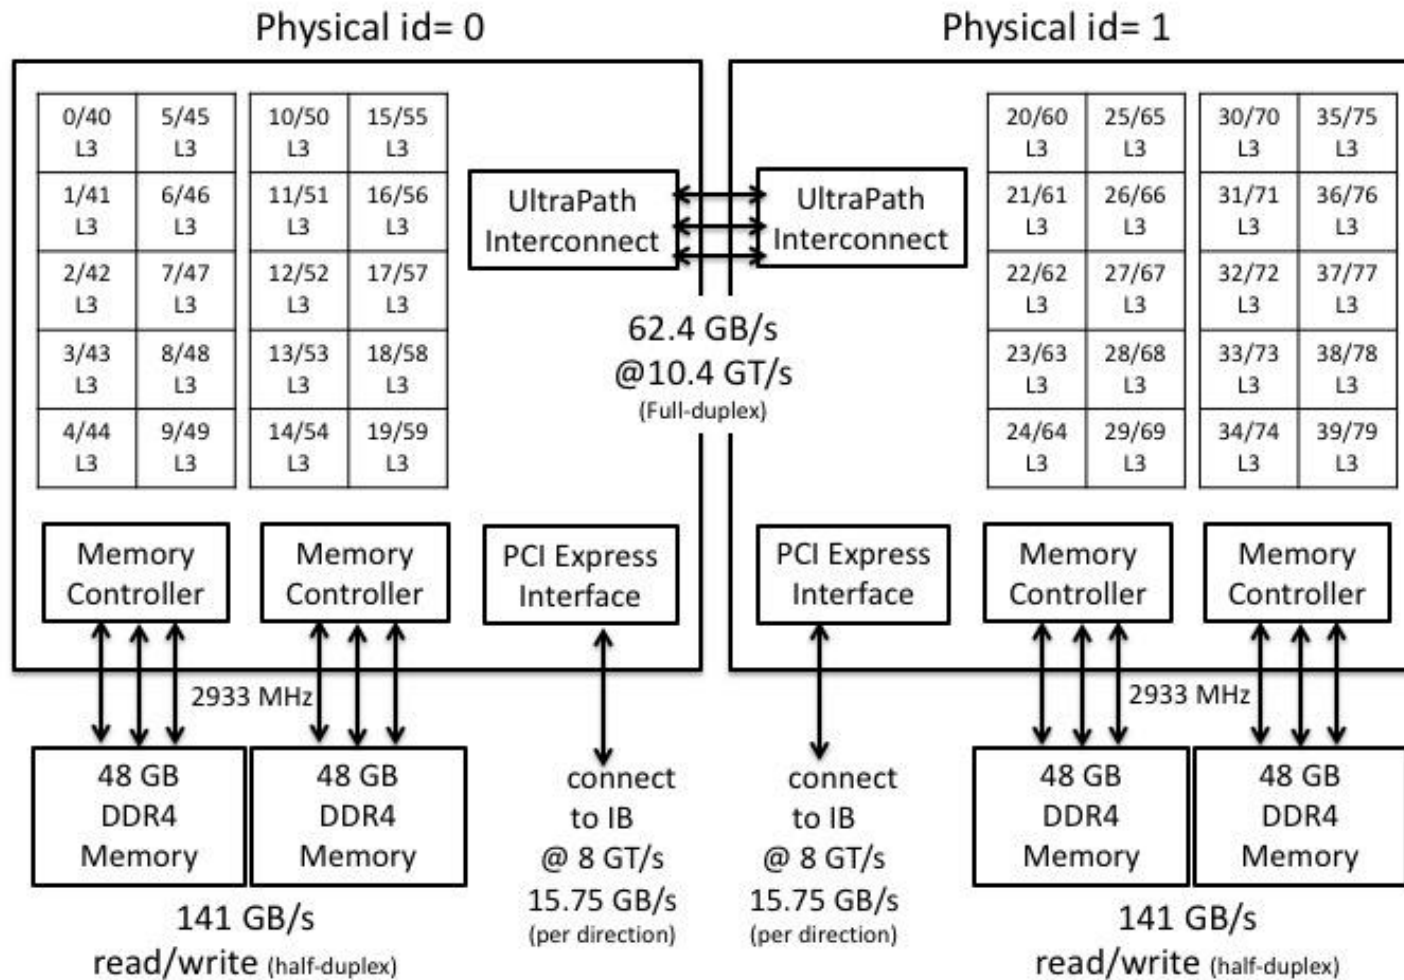 Physical id= 0
Physical id= 1
0/40
L3
5/45
L3
10/50
L3
15/55
L3
1/41
L3
6/46
L3
11/51
L3
16/56
L3
2/42
L3
7/47
L3
12/52
L3
17/57
L3
3/43
L3
8/48
L3
13/53
L3
18/58
L3
4/44
L3
9/49
L3
14/54
L3
19/59
L3
UltraPath
Interconnect
UltraPath
Interconnect
62.4 GB/s
@10.4 GT/s
(Full-duplex)
20/60
L3
25/65
L3
30/70
L3
35/75
L3
21/61
L3
26/66
L3
31/71
L3
36/76
L3
22/62
L3
27/67
L3
32/72
L3
37/77
L3
23/63
L3
28/68
L3
33/73
L3
38/78
L3
24/64
L3
29/69
L3
34/74
L3
39/79
L3
Memory
Controller
Memory
Controller
PCI Express
Interface
PCI Express
Interface
Memory
Controller
Memory
Controller
2933 MHz
2933 MHz
48 GB
DDR4
Memory
48 GB
DDR4
Memory
connect
to IB
@ 8 GT/s
15.75 GB/s
(per direction)
connect
to IB
@ 8 GT/s
15.75 GB/s
(per direction)
48 GB
DDR4
Memory
48 GB
DDR4
Memory
141 GB/s
read/write (half-duplex)
141 GB/s
read/write (half-duplex)